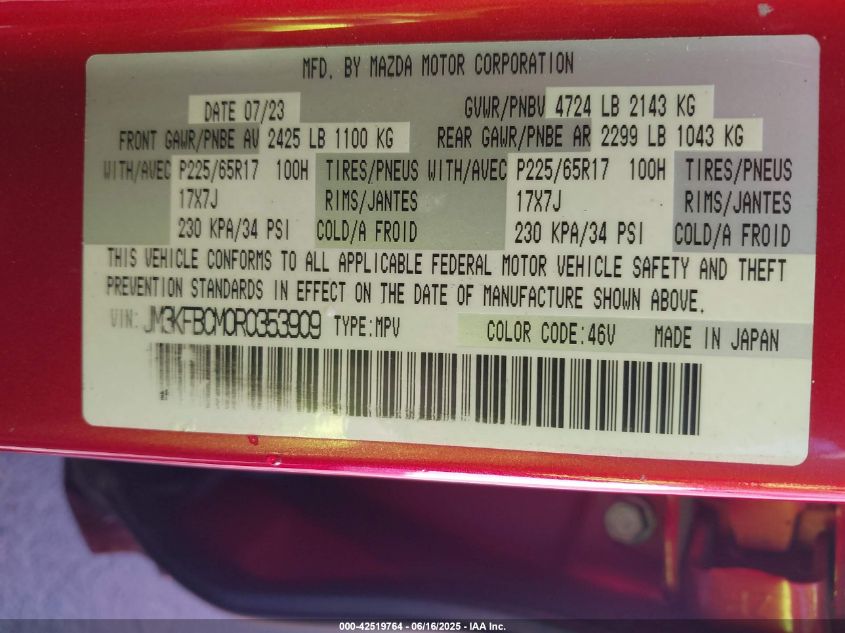 MFD. BY MAZDA MOTOR CORPORATION
DATE 07/23 GVWR/PNBV 4724 LB 2143 KG
FRONT GAWR/PNBE AV 2425 LB 1100 KG REAR GAWR/PNBE AR 2299 LB 1043 KG
WITH/AVEC P225/65R17 100H TIRES/PNEUS WITH/AVEC P225/65R17 100H TIRES/PNEUS
17X7J RIMS/JANTES 17X7J RIMS/JANTES
230 KPA/34 PSI COLD/A FROID 230 KPA/34 PSI COLD/A FROID
THIS VEHICLE CONFORMS TO ALL APPLICABLE FEDERAL MOTOR VEHICLE SAFETY AND THEFT
PREVENTION STANDARDS IN EFFECT ON THE DATE OF MANUFACTURE SHOWN ABOVE.
VIN: JM3KFBCM0R0353909 TYPE:MPV COLOR CODE:46V MADE IN JAPAN
000-42519764 - 06/16/2025 - IAA Inc.